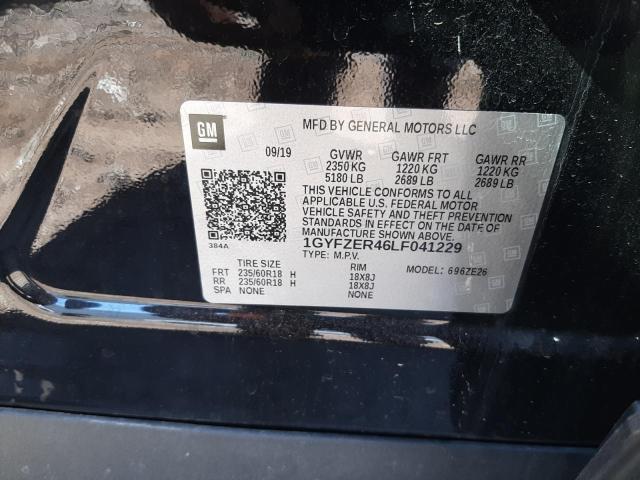 GM
MFD BY GENERAL MOTORS LLC
09/19 GVWR GAWR FRT GAWR RR
2350 KG 1220 KG 1220 KG
5180 LB 2689 LB 2689 LB
THIS VEHICLE CONFORMS TO ALL
APPLICABLE U.S. FEDERAL MOTOR
VEHICLE SAFETY AND THEFT PREVENTION
STANDARDS IN EFFECT ON THE DATE OF
MANUFACTURE SHOWN ABOVE.
384A 1GYFZER46LF041229
TYPE: M.P.V. MODEL: 696ZE26
TIRE SIZE RIM
FRT 235/60R18 H 18X8J
RR 235/60R18 H 18X8J
SPA NONE NONE